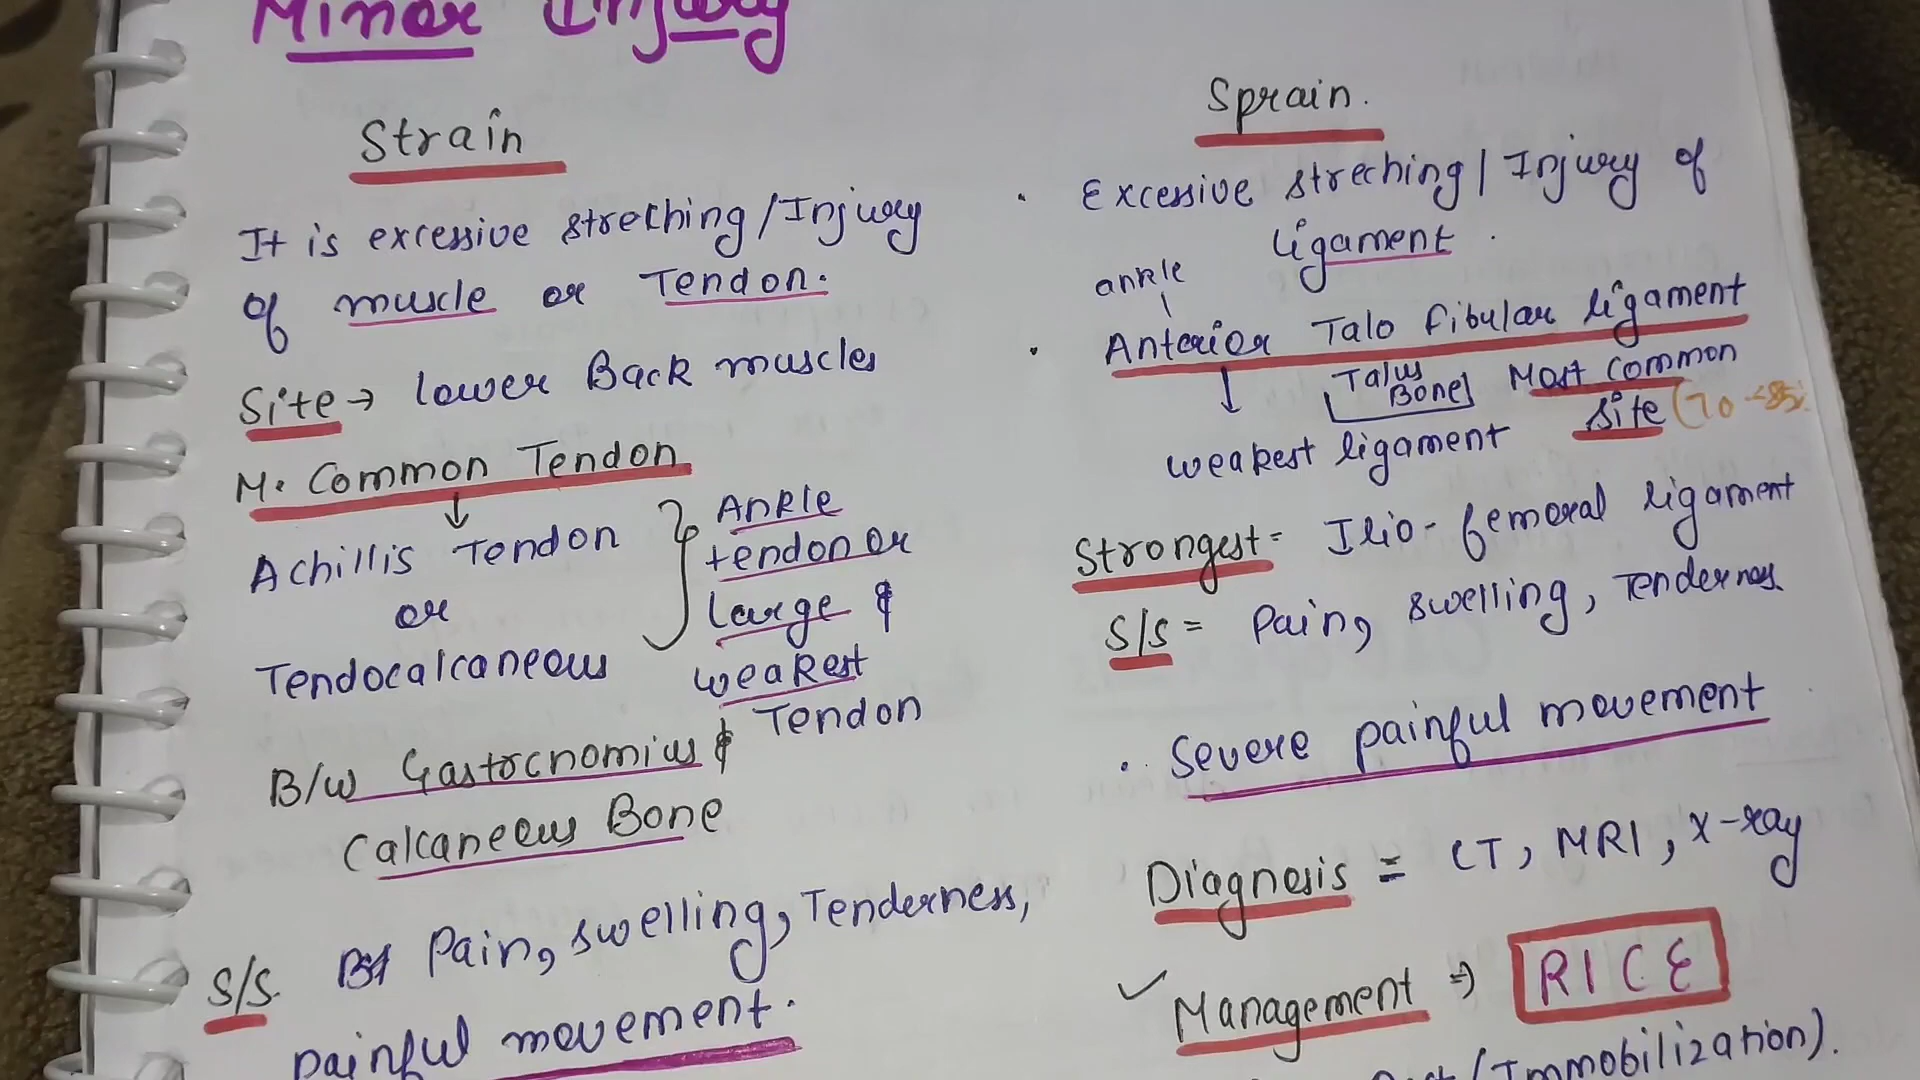 Minor Injury
Strain
It is excessive streching/Injury
of muscle or Tendon.
Site → lower Back muscles
M. Common Tendon
↓
Achillis Tendon
or
Tendocalcaneous
Ankle
tendon or
large &
weakest
Tendon
B/w Gastrocnomius &
Calcaneous Bone
S/S. Pain, swelling, Tenderness,
painful movement.
Sprain.
• Excessive streching/Injury of
ligament.
ankle
• Anterior Talo fibular ligament
↓ Talus Most common
Bone site (70-85%
weakest ligament
Strongest = Ilio-femoral ligament
S/S = Pain, swelling, Tenderness
• Severe painful movement
Diagnosis = CT, MRI, X-ray
✓ Management ⇒ RICE
(Immobilization).